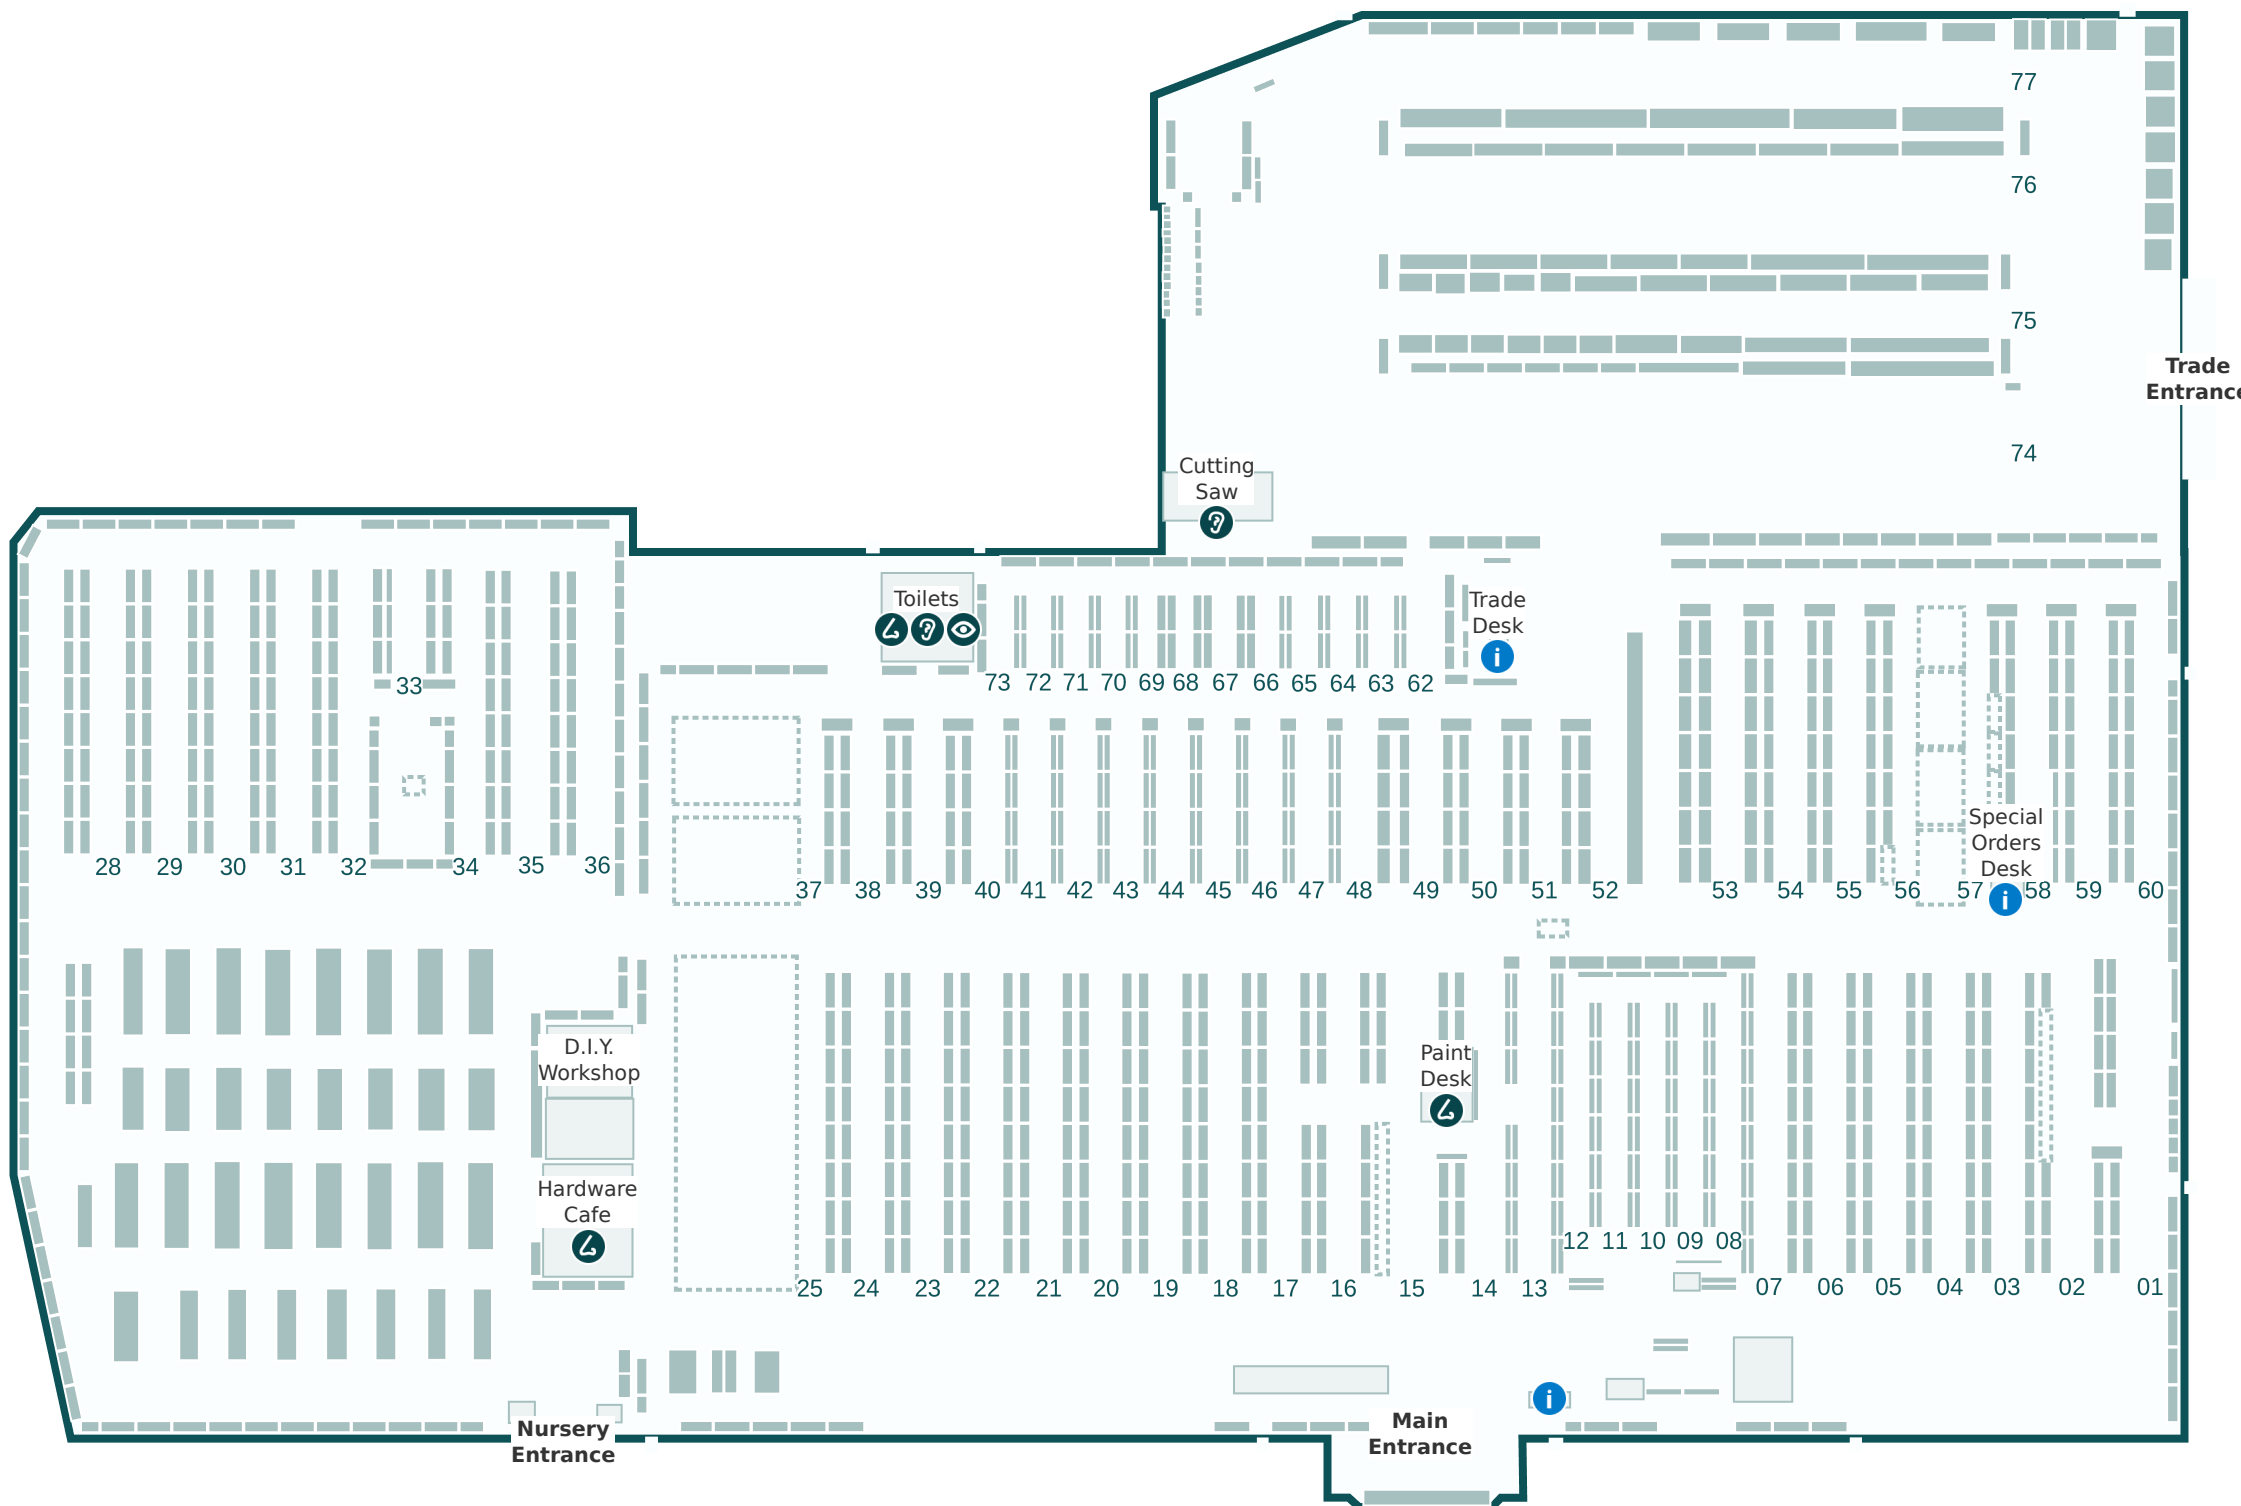 77
76
75
Trade
Entrance
74
Cutting
Saw
Toilets
Trade
Desk
i
33
73 72 71 70 69 68 67 66 65 64 63 62
Special
Orders
Desk
i
28 29 30 31 32 34 35 36
37 38 39 40 41 42 43 44 45 46 47 48 49 50 51 52 53 54 55 56 57 58 59 60
D.I.Y.
Workshop
Paint
Desk
Hardware
Cafe
12 11 10 09 08
25 24 23 22 21 20 19 18 17 16 15 14 13 07 06 05 04 03 02 01
i
Nursery
Entrance
Main
Entrance